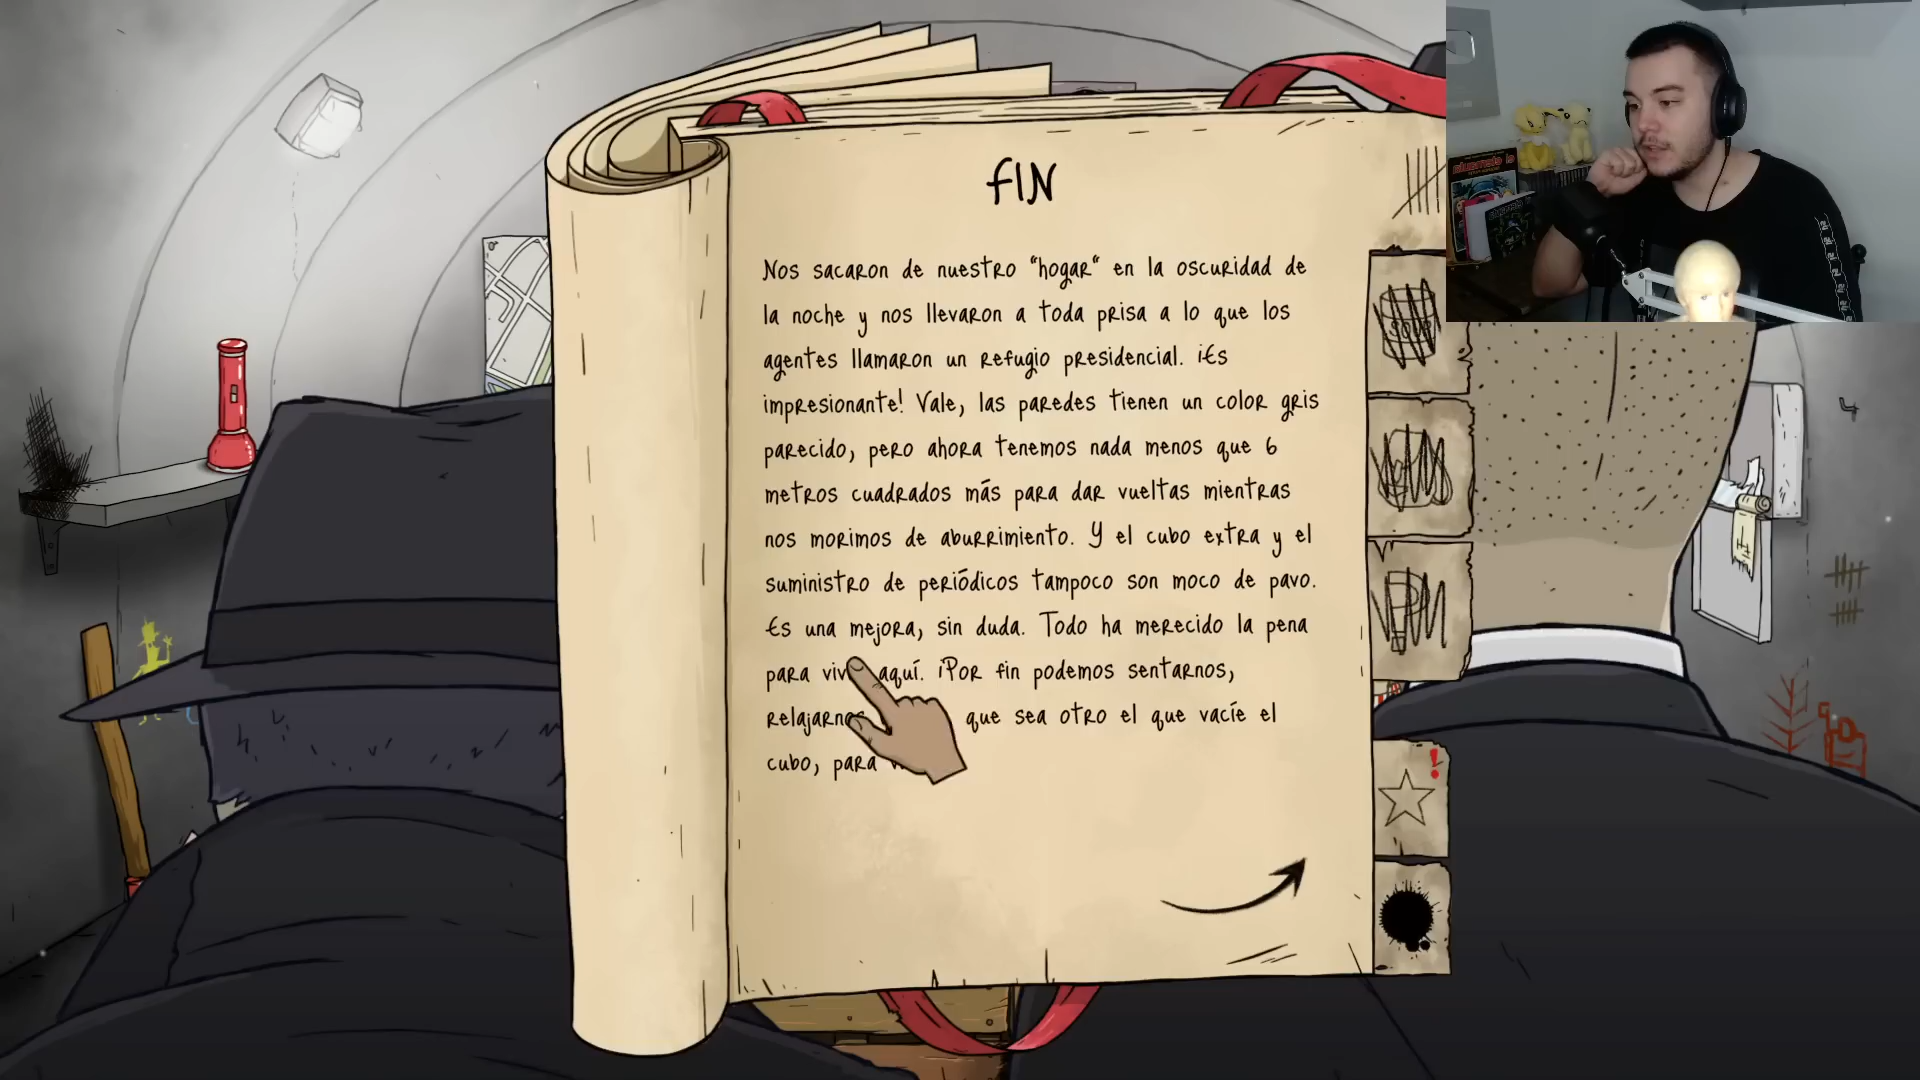 FIN
Nos sacaron de nuestro "hogar" en la oscuridad de
la noche y nos llevaron a toda prisa a lo que los
agentes llamaron un refugio presidencial. ¡Es
impresionante! Vale, las paredes tienen un color gris
parecido, pero ahora tenemos nada menos que 6
metros cuadrados más para dar vueltas mientras
nos morimos de aburrimiento. Y el cubo extra y el
suministro de periódicos tampoco son moco de pavo.
Es una mejora, sin duda. Todo ha merecido la pena
para aquí. ¡Por fin podemos sentarnos,
que sea otro el que vacíe el
cubo, para
!